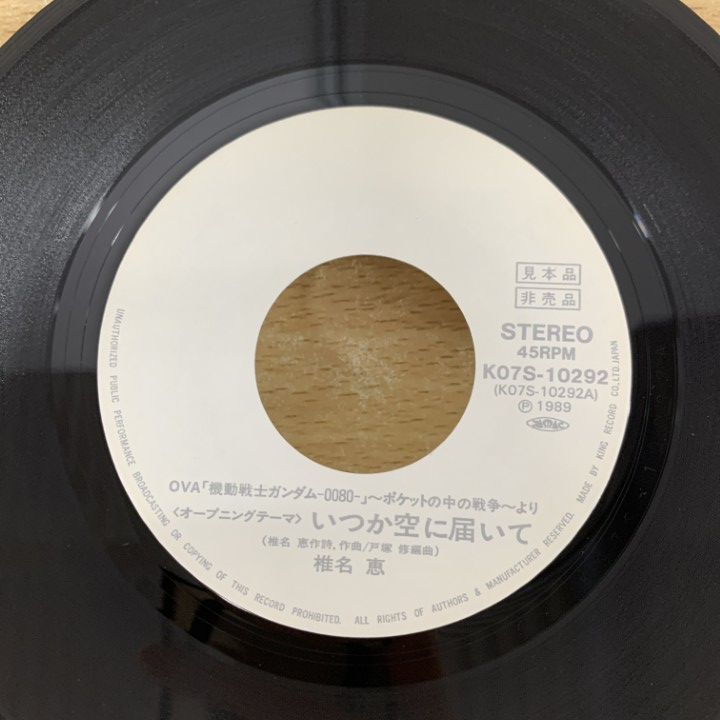 見本品
非売品
STEREO
45RPM
K07S-10292
(K07S-10292A)
Ⓟ 1989
JASRAC
OVA「機動戦士ガンダム-0080-」～ポケットの中の戦争～より
〈オープニングテーマ〉いつか空に届いて
(椎名 恵作詩、作曲/戸塚 修編曲)
椎名 恵
UNAUTHORIZED PUBLIC PERFORMANCE BROADCASTING OR COPYING OF THIS RECORD PROHIBITED. ALL RIGHTS OF AUTHORS & MANUFACTURER RESERVED. MADE BY KING RECORD CO.,LTD.JAPAN